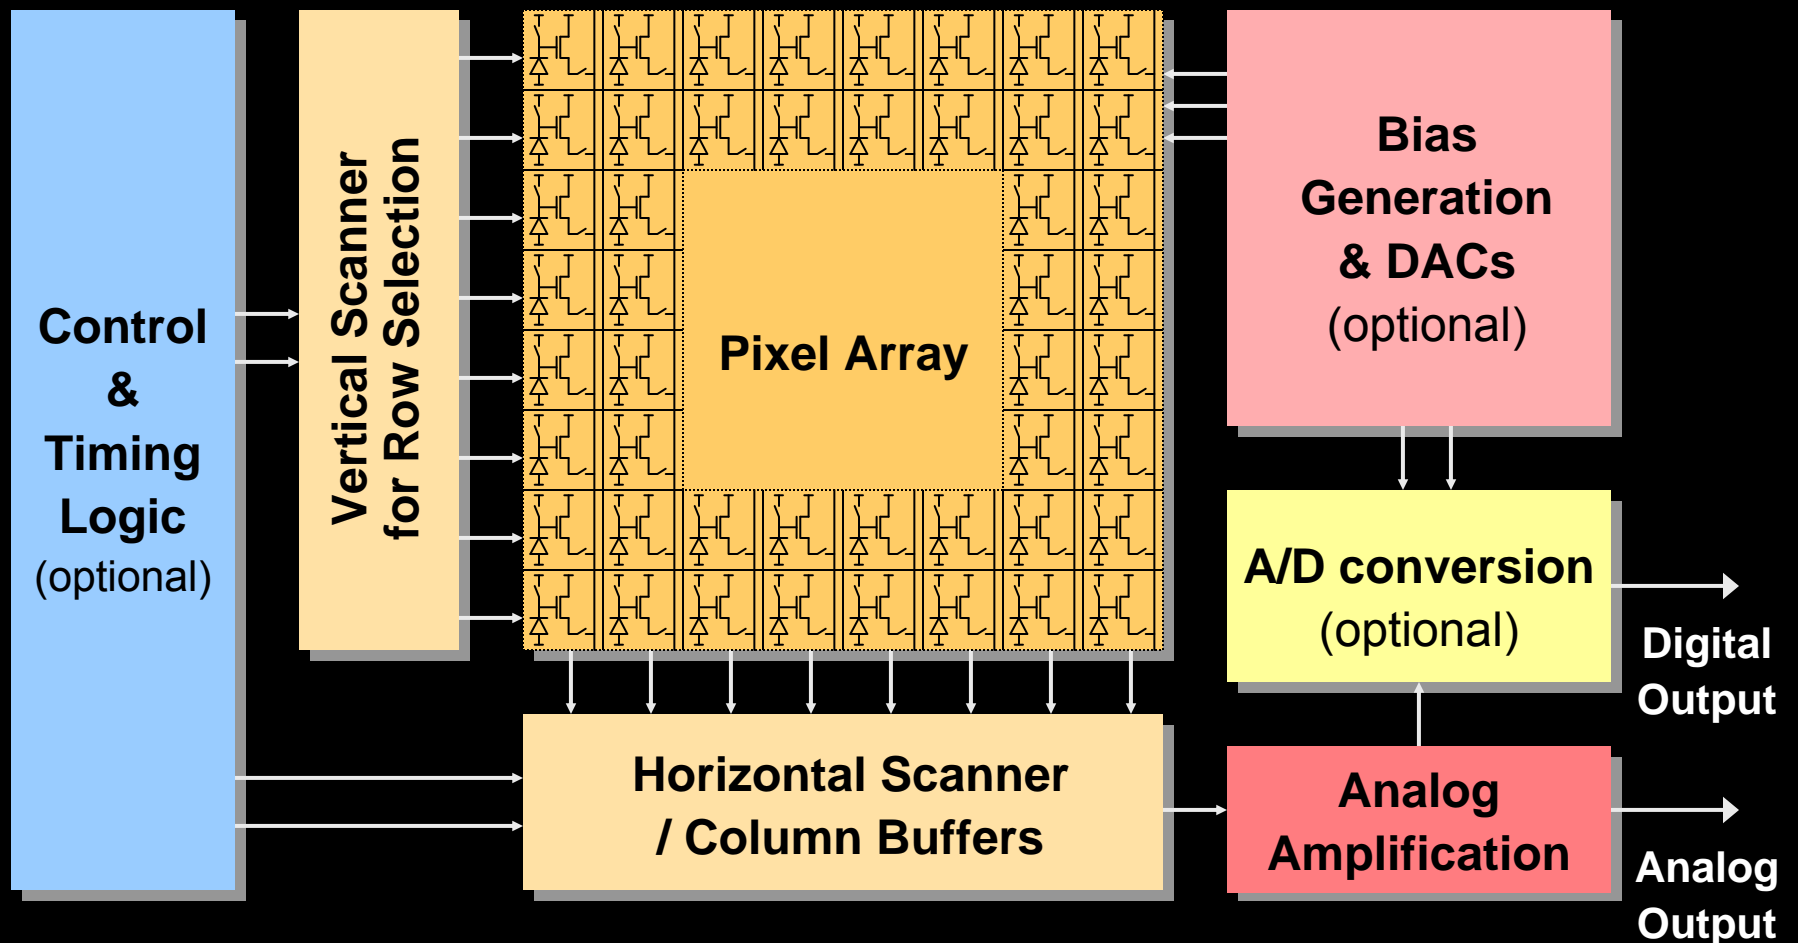 Control
&
Timing
Logic
(optional)
Vertical Scanner
for Row Selection
Pixel Array
Bias
Generation
& DACs
(optional)
A/D conversion
(optional)
Digital
Output
Horizontal Scanner
/ Column Buffers
Analog
Amplification
Analog
Output